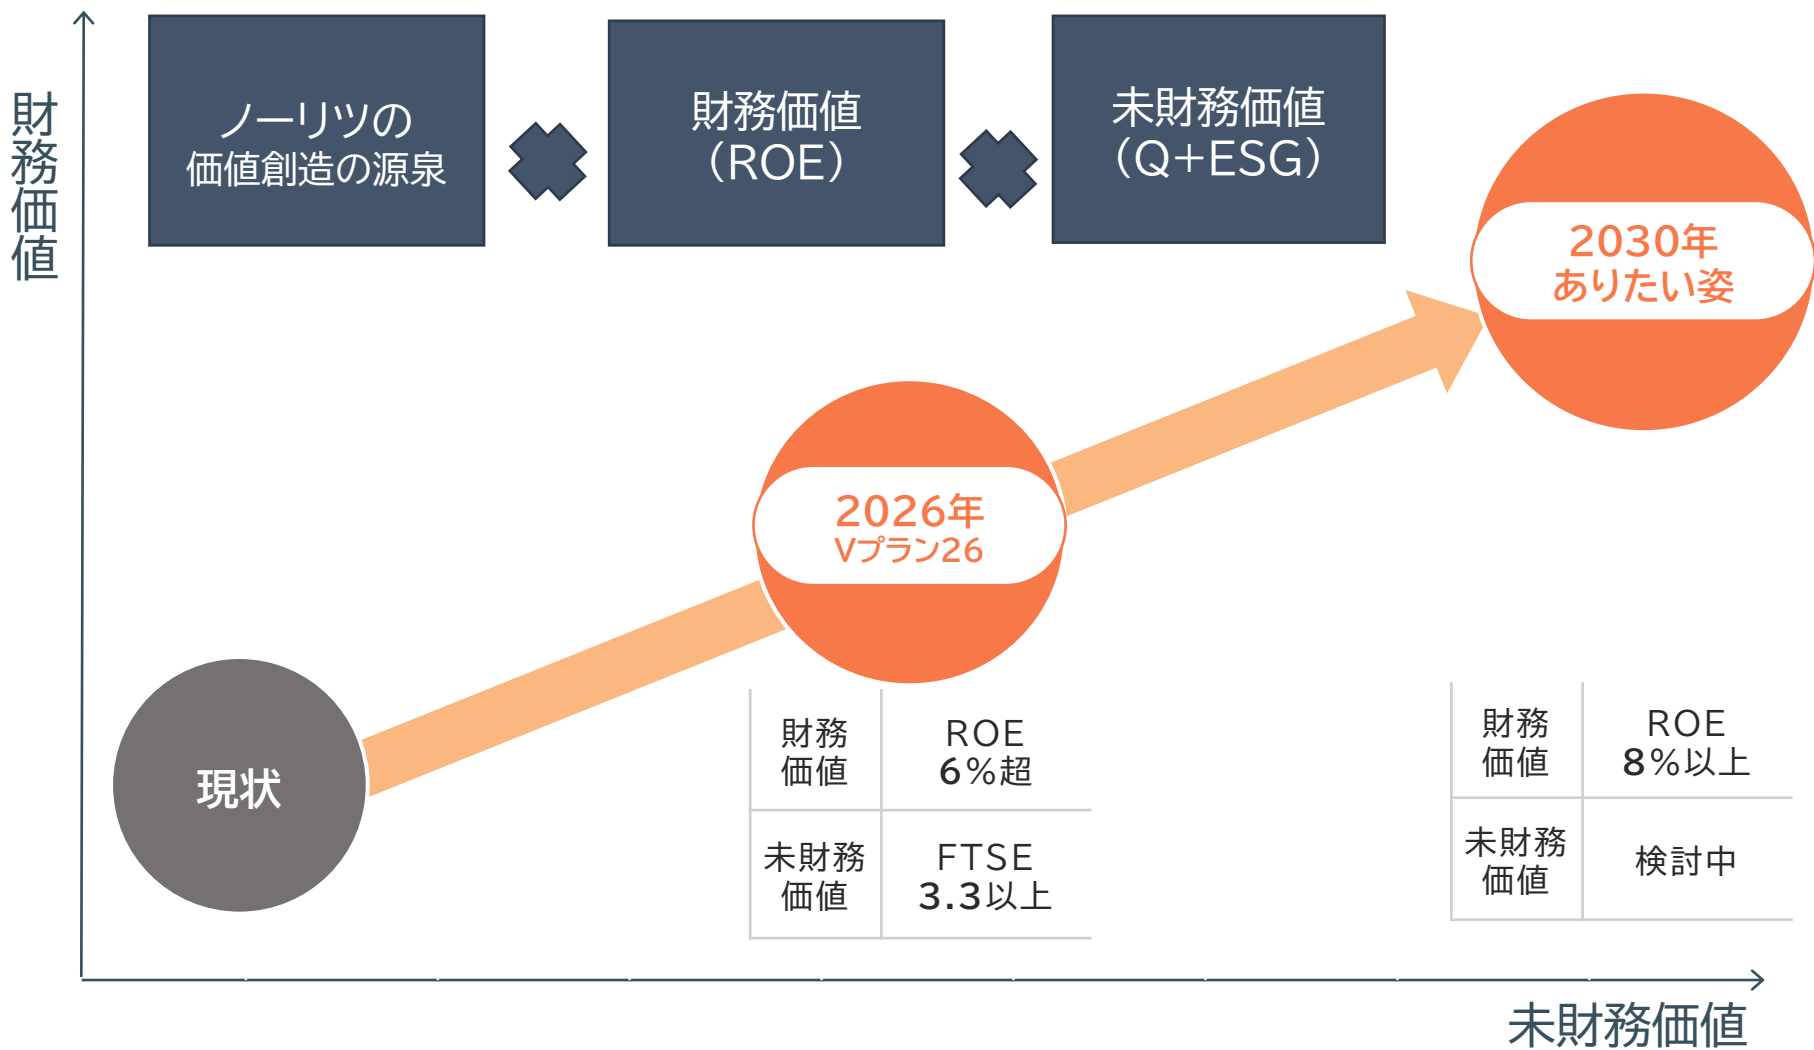 財務価値
ノーリツの
価値創造の源泉
財務価値
（ROE）
未財務価値
（Q+ESG）
2030年
ありたい姿
2026年
Vプラン26
現状
財務
価値
ROE
6%超
未財務
価値
FTSE
3.3以上
財務
価値
ROE
8%以上
未財務
価値
検討中
未財務価値